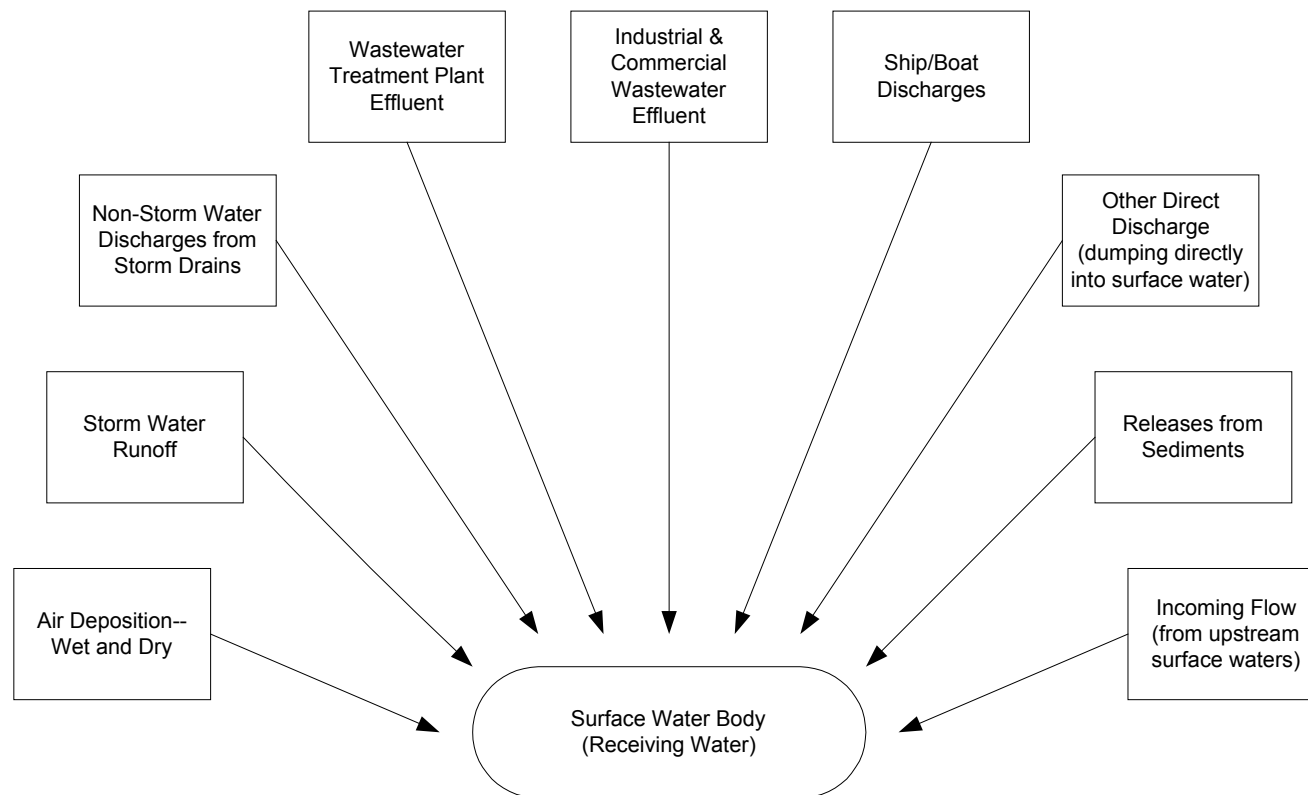 Wastewater
Treatment Plant
Effluent
Industrial &
Commercial
Wastewater
Effluent
Ship/Boat
Discharges
Non-Storm Water
Discharges from
Storm Drains
Other Direct
Discharge
(dumping directly
into surface water)
Storm Water
Runoff
Releases from
Sediments
Air Deposition--
Wet and Dry
Incoming Flow
(from upstream
surface waters)
Surface Water Body
(Receiving Water)